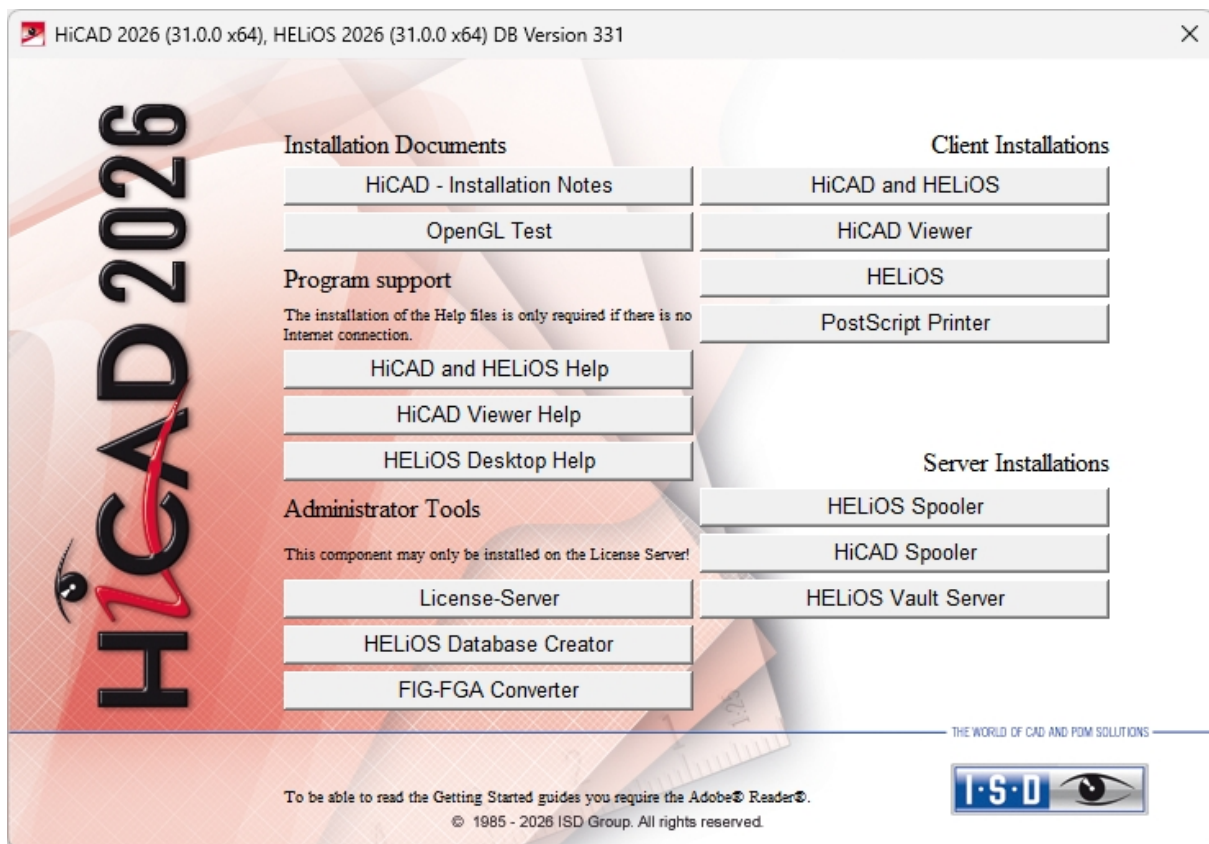 HiCAD 2026 (31.0.0 x64), HELiOS 2026 (31.0.0 x64) DB Version 331
HiCAD 2026
Installation Documents
HiCAD - Installation Notes
OpenGL Test
Program support
The installation of the Help files is only required if there is no
Internet connection.
HiCAD and HELiOS Help
HiCAD Viewer Help
HELiOS Desktop Help
Administrator Tools
This component may only be installed on the License Server!
License-Server
HELiOS Database Creator
FIG-FGA Converter
Client Installations
HiCAD and HELiOS
HiCAD Viewer
HELiOS
PostScript Printer
Server Installations
HELiOS Spooler
HiCAD Spooler
HELiOS Vault Server
THE WORLD OF CAD AND PDM SOLUTIONS
I·S·D
To be able to read the Getting Started guides you require the Adobe® Reader®.
© 1985 - 2026 ISD Group. All rights reserved.